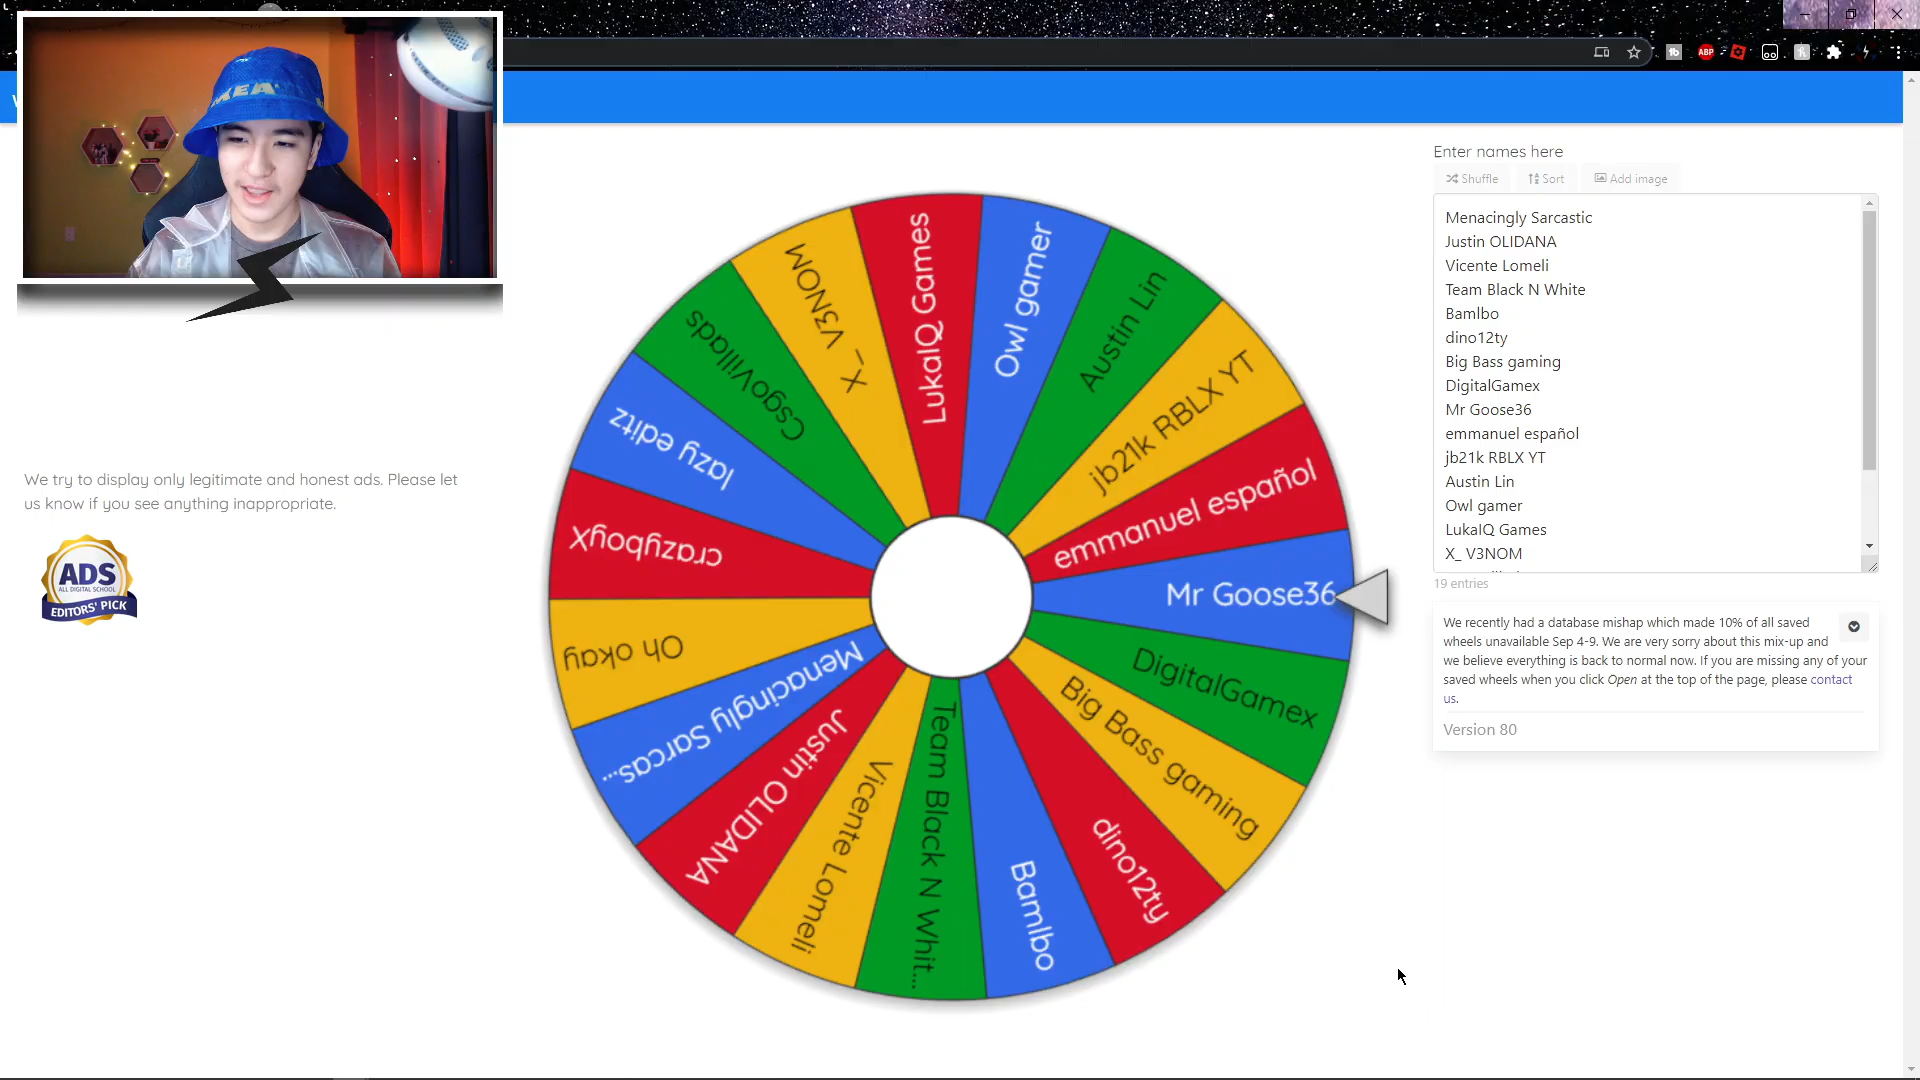 IKEA
Enter names here
Shuffle
Sort
Add image
Menacingly Sarcastic
Justin OLIDANA
Vicente Lomeli
Team Black N White
Bamlbo
dino12ty
Big Bass gaming
DigitalGamex
Mr Goose36
emmanuel español
jb21k RBLX YT
Austin Lin
Owl gamer
LukaIQ Games
X_ V3NOM
19 entries
We recently had a database mishap which made 10% of all saved
wheels unavailable Sep 4-9. We are very sorry about this mix-up and
we believe everything is back to normal now. If you are missing any of your
saved wheels when you click Open at the top of the page, please contact
us.
Version 80
We try to display only legitimate and honest ads. Please let
us know if you see anything inappropriate.
ADS
ALL DIGITAL SCHOOL
EDITORS' PICK
LukaIQ Games
Owl gamer
Austin Lin
jb21k RBLX YT
emmanuel español
Mr Goose36
DigitalGamex
Big Bass gaming
dino12ty
Bamlbo
Team Black N Whit...
Vicente Lomeli
Justin OLIDANA
Menacingly Sarcas...
Oh okay
crazyboyX
lazy editz
CsgoVillads
X_ V3NOM
ABP